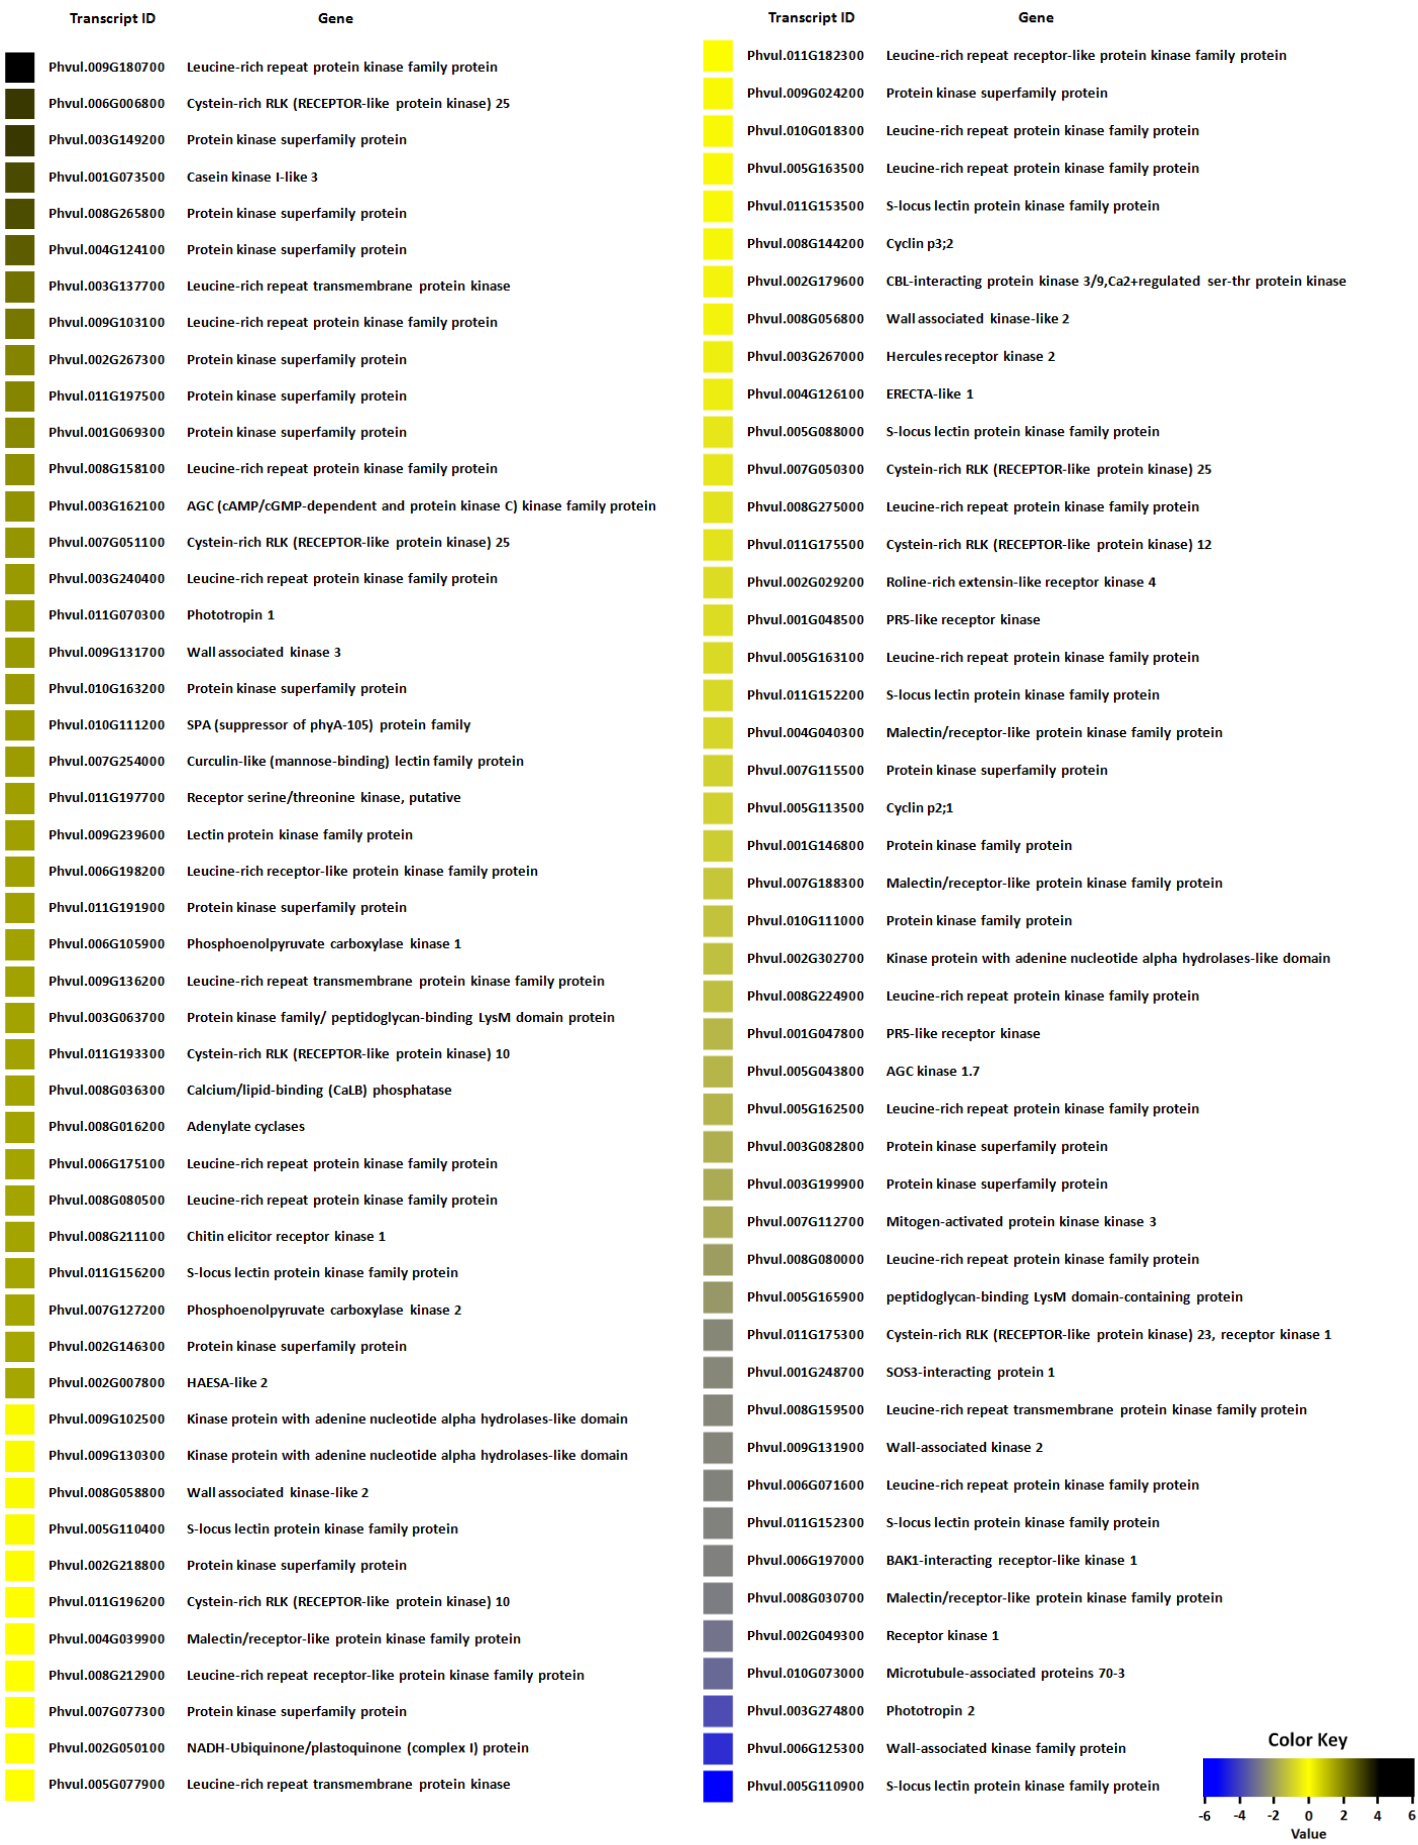 Transcript ID Gene
Phvul.009G180700 Leucine-rich repeat protein kinase family protein
Phvul.006G006800 Cystein-rich RLK (RECEPTOR-like protein kinase) 25
Phvul.003G149200 Protein kinase superfamily protein
Phvul.001G073500 Casein kinase I-like 3
Phvul.008G265800 Protein kinase superfamily protein
Phvul.004G124100 Protein kinase superfamily protein
Phvul.003G137700 Leucine-rich repeat transmembrane protein kinase
Phvul.009G103100 Leucine-rich repeat protein kinase family protein
Phvul.002G267300 Protein kinase superfamily protein
Phvul.011G197500 Protein kinase superfamily protein
Phvul.001G069300 Protein kinase superfamily protein
Phvul.008G158100 Leucine-rich repeat protein kinase family protein
Phvul.003G162100 AGC (cAMP/cGMP-dependent and protein kinase C) kinase family protein
Phvul.007G051100 Cystein-rich RLK (RECEPTOR-like protein kinase) 25
Phvul.003G240400 Leucine-rich repeat protein kinase family protein
Phvul.011G070300 Phototropin 1
Phvul.009G131700 Wall associated kinase 3
Phvul.010G163200 Protein kinase superfamily protein
Phvul.010G111200 SPA (suppressor of phyA-105) protein family
Phvul.007G254000 Curculin-like (mannose-binding) lectin family protein
Phvul.011G197700 Receptor serine/threonine kinase, putative
Phvul.009G239600 Lectin protein kinase family protein
Phvul.006G198200 Leucine-rich receptor-like protein kinase family protein
Phvul.011G191900 Protein kinase superfamily protein
Phvul.006G105900 Phosphoenolpyruvate carboxylase kinase 1
Phvul.009G136200 Leucine-rich repeat transmembrane protein kinase family protein
Phvul.003G063700 Protein kinase family/ peptidoglycan-binding LysM domain protein
Phvul.011G193300 Cystein-rich RLK (RECEPTOR-like protein kinase) 10
Phvul.008G036300 Calcium/lipid-binding (CaLB) phosphatase
Phvul.008G016200 Adenylate cyclases
Phvul.006G175100 Leucine-rich repeat protein kinase family protein
Phvul.008G080500 Leucine-rich repeat protein kinase family protein
Phvul.008G211100 Chitin elicitor receptor kinase 1
Phvul.011G156200 S-locus lectin protein kinase family protein
Phvul.007G127200 Phosphoenolpyruvate carboxylase kinase 2
Phvul.002G146300 Protein kinase superfamily protein
Phvul.002G007800 HAESA-like 2
Phvul.009G102500 Kinase protein with adenine nucleotide alpha hydrolases-like domain
Phvul.009G130300 Kinase protein with adenine nucleotide alpha hydrolases-like domain
Phvul.008G058800 Wall associated kinase-like 2
Phvul.005G110400 S-locus lectin protein kinase family protein
Phvul.002G218800 Protein kinase superfamily protein
Phvul.011G196200 Cystein-rich RLK (RECEPTOR-like protein kinase) 10
Phvul.004G039900 Malectin/receptor-like protein kinase family protein
Phvul.008G212900 Leucine-rich repeat receptor-like protein kinase family protein
Phvul.007G077300 Protein kinase superfamily protein
Phvul.002G050100 NADH-Ubiquinone/plastoquinone (complex I) protein
Phvul.005G077900 Leucine-rich repeat transmembrane protein kinase
Transcript ID Gene
Phvul.011G182300 Leucine-rich repeat receptor-like protein kinase family protein
Phvul.009G024200 Protein kinase superfamily protein
Phvul.010G018300 Leucine-rich repeat protein kinase family protein
Phvul.005G163500 Leucine-rich repeat protein kinase family protein
Phvul.011G153500 S-locus lectin protein kinase family protein
Phvul.008G144200 Cyclin p3;2
Phvul.002G179600 CBL-interacting protein kinase 3/9,Ca2+regulated ser-thr protein kinase
Phvul.008G056800 Wall associated kinase-like 2
Phvul.003G267000 Hercules receptor kinase 2
Phvul.004G126100 ERECTA-like 1
Phvul.005G088000 S-locus lectin protein kinase family protein
Phvul.007G050300 Cystein-rich RLK (RECEPTOR-like protein kinase) 25
Phvul.008G275000 Leucine-rich repeat protein kinase family protein
Phvul.011G175500 Cystein-rich RLK (RECEPTOR-like protein kinase) 12
Phvul.002G029200 Roline-rich extensin-like receptor kinase 4
Phvul.001G048500 PR5-like receptor kinase
Phvul.005G163100 Leucine-rich repeat protein kinase family protein
Phvul.011G152200 S-locus lectin protein kinase family protein
Phvul.004G040300 Malectin/receptor-like protein kinase family protein
Phvul.007G115500 Protein kinase superfamily protein
Phvul.005G113500 Cyclin p2;1
Phvul.001G146800 Protein kinase family protein
Phvul.007G188300 Malectin/receptor-like protein kinase family protein
Phvul.010G111000 Protein kinase family protein
Phvul.002G302700 Kinase protein with adenine nucleotide alpha hydrolases-like domain
Phvul.008G224900 Leucine-rich repeat protein kinase family protein
Phvul.001G047800 PR5-like receptor kinase
Phvul.005G043800 AGC kinase 1.7
Phvul.005G162500 Leucine-rich repeat protein kinase family protein
Phvul.003G082800 Protein kinase superfamily protein
Phvul.003G199900 Protein kinase superfamily protein
Phvul.007G112700 Mitogen-activated protein kinase kinase 3
Phvul.008G080000 Leucine-rich repeat protein kinase family protein
Phvul.005G165900 peptidoglycan-binding LysM domain-containing protein
Phvul.011G175300 Cystein-rich RLK (RECEPTOR-like protein kinase) 23, receptor kinase 1
Phvul.001G248700 SOS3-interacting protein 1
Phvul.008G159500 Leucine-rich repeat transmembrane protein kinase family protein
Phvul.009G131900 Wall-associated kinase 2
Phvul.006G071600 Leucine-rich repeat protein kinase family protein
Phvul.011G152300 S-locus lectin protein kinase family protein
Phvul.006G197000 BAK1-interacting receptor-like kinase 1
Phvul.008G030700 Malectin/receptor-like protein kinase family protein
Phvul.002G049300 Receptor kinase 1
Phvul.010G073000 Microtubule-associated proteins 70-3
Phvul.003G274800 Phototropin 2
Phvul.006G125300 Wall-associated kinase family protein
Phvul.005G110900 S-locus lectin protein kinase family protein
Color Key
-6 -4 -2 0 2 4 6
Value